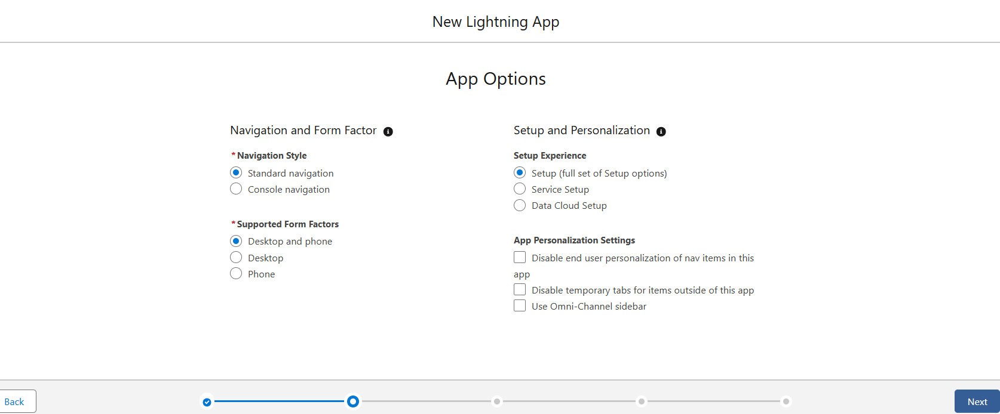 New Lightning App
App Options
Navigation and Form Factor
*Navigation Style
Standard navigation
Console navigation
*Supported Form Factors
Desktop and phone
Desktop
Phone
Setup and Personalization
Setup Experience
Setup (full set of Setup options)
Service Setup
Data Cloud Setup
App Personalization Settings
Disable end user personalization of nav items in this
app
Disable temporary tabs for items outside of this app
Use Omni-Channel sidebar
Back
Next